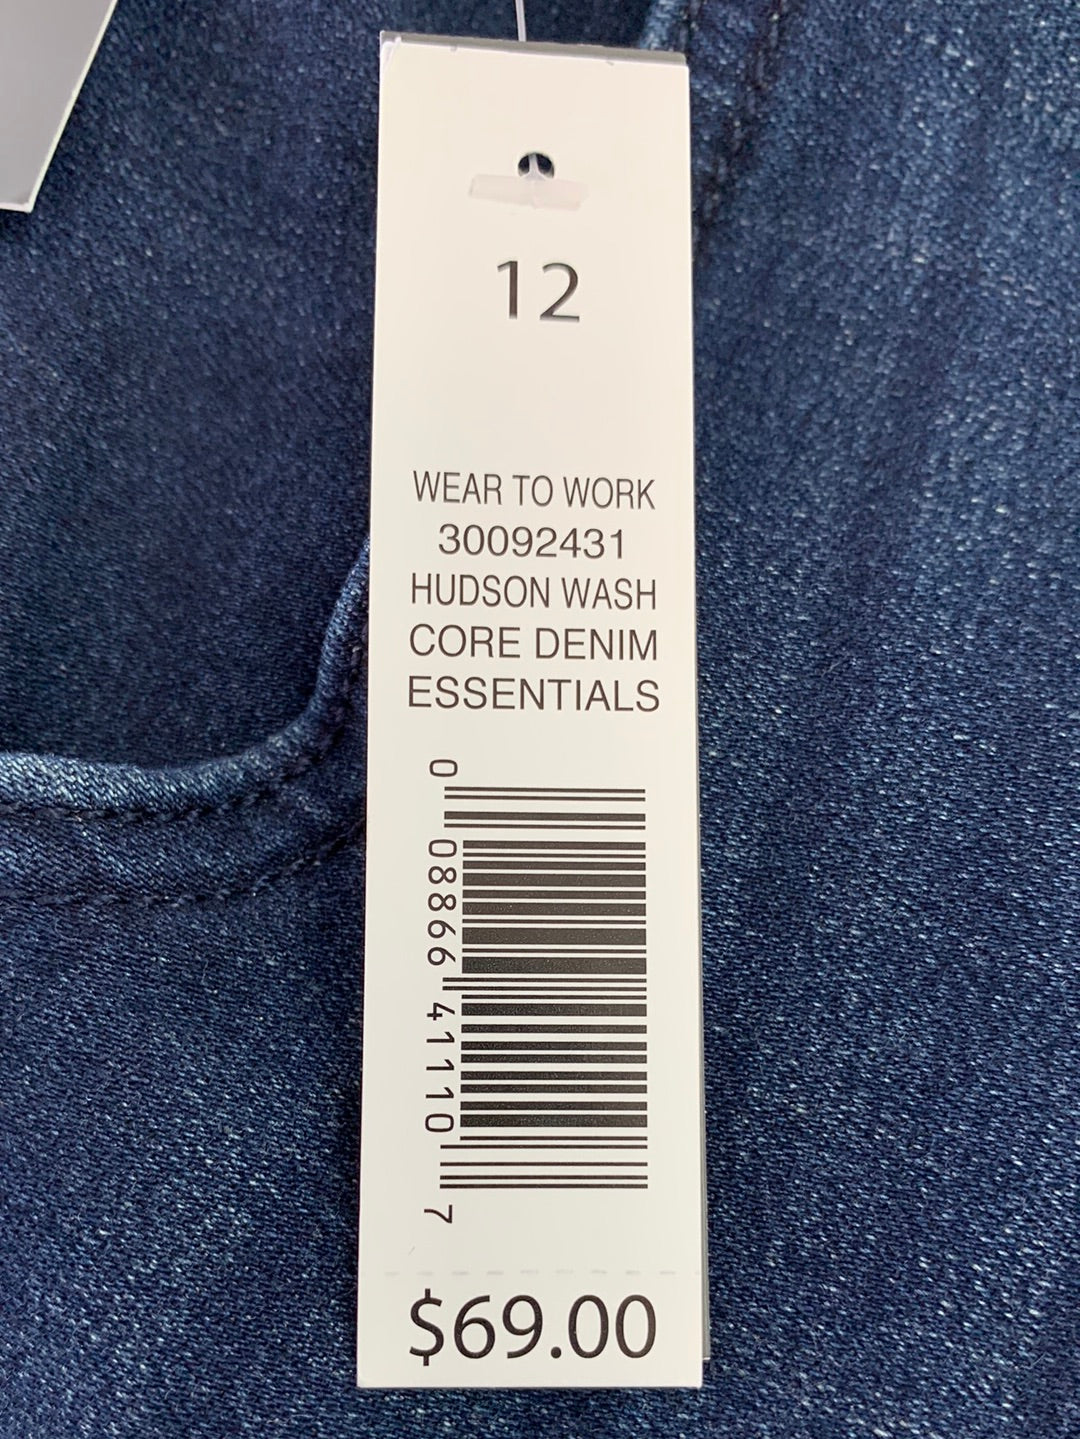 12
WEAR TO WORK
30092431
HUDSON WASH
CORE DENIM
ESSENTIALS
0 08866 41110 7
$69.00